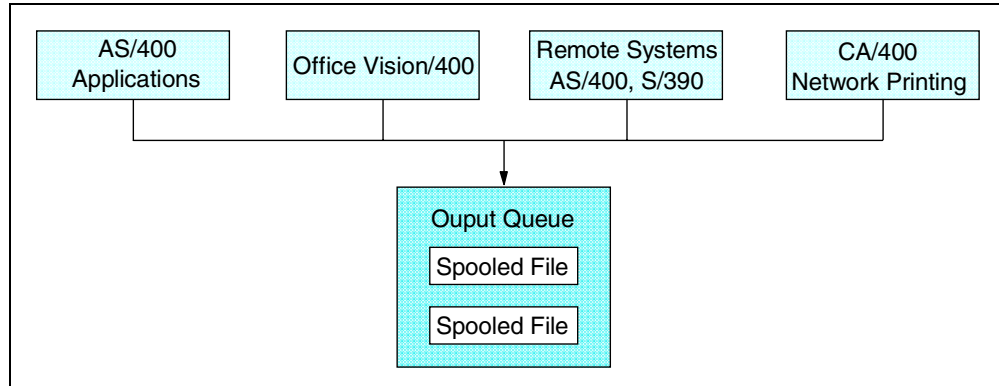 AS/400
Applications
Office Vision/400
Remote Systems
AS/400, S/390
CA/400
Network Printing
Ouput Queue
Spooled File
Spooled File